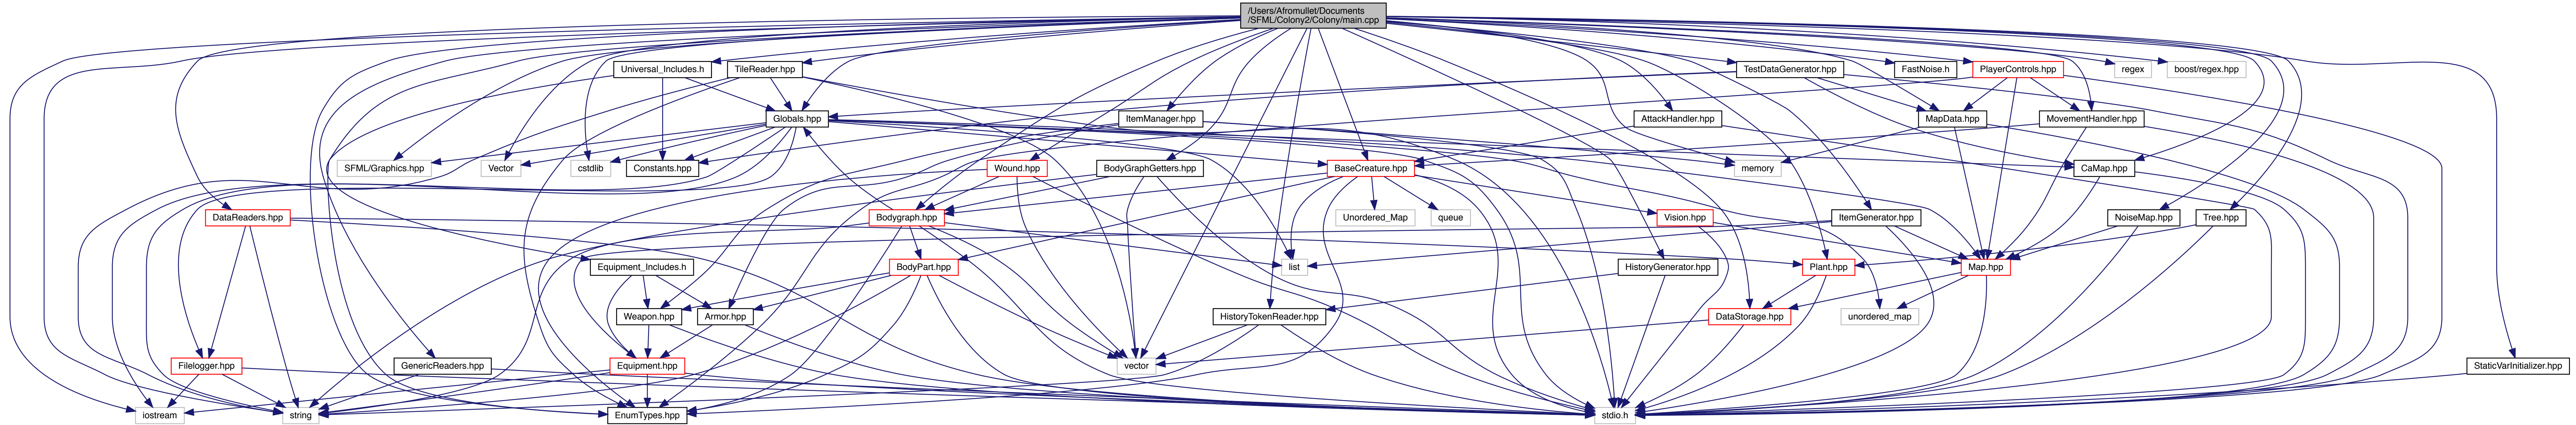 /Users/Afromullet/Documents
/SFML/Colony2/Colony/main.cpp
Universal_Includes.h
TileReader.hpp
TestDataGenerator.hpp
FastNoise.h
PlayerControls.hpp
regex
boost/regex.hpp
Globals.hpp
ItemManager.hpp
AttackHandler.hpp
MapData.hpp
MovementHandler.hpp
SFML/Graphics.hpp
Vector
cstdlib
Constants.hpp
Wound.hpp
BodyGraphGetters.hpp
BaseCreature.hpp
memory
CaMap.hpp
DataReaders.hpp
Bodygraph.hpp
Unordered_Map
queue
Vision.hpp
ItemGenerator.hpp
NoiseMap.hpp
Tree.hpp
Equipment_Includes.h
BodyPart.hpp
list
HistoryGenerator.hpp
Plant.hpp
Map.hpp
Weapon.hpp
Armor.hpp
HistoryTokenReader.hpp
DataStorage.hpp
unordered_map
Filelogger.hpp
GenericReaders.hpp
Equipment.hpp
vector
StaticVarInitializer.hpp
iostream
string
EnumTypes.hpp
stdio.h